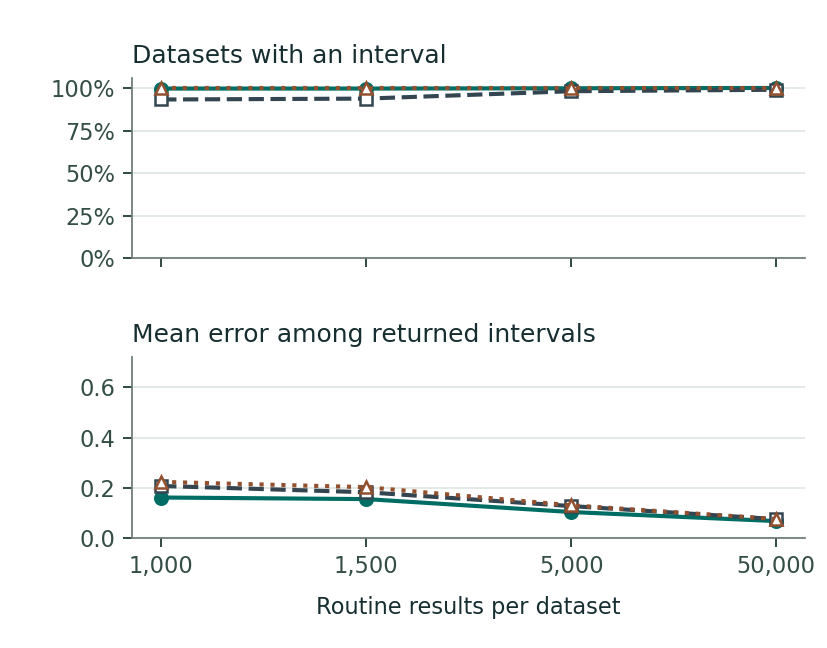 Datasets with an interval
100%
75%
50%
25%
0%
Mean error among returned intervals
0.6
0.4
0.2
0.0
1,000 1,500 5,000 50,000
Routine results per dataset